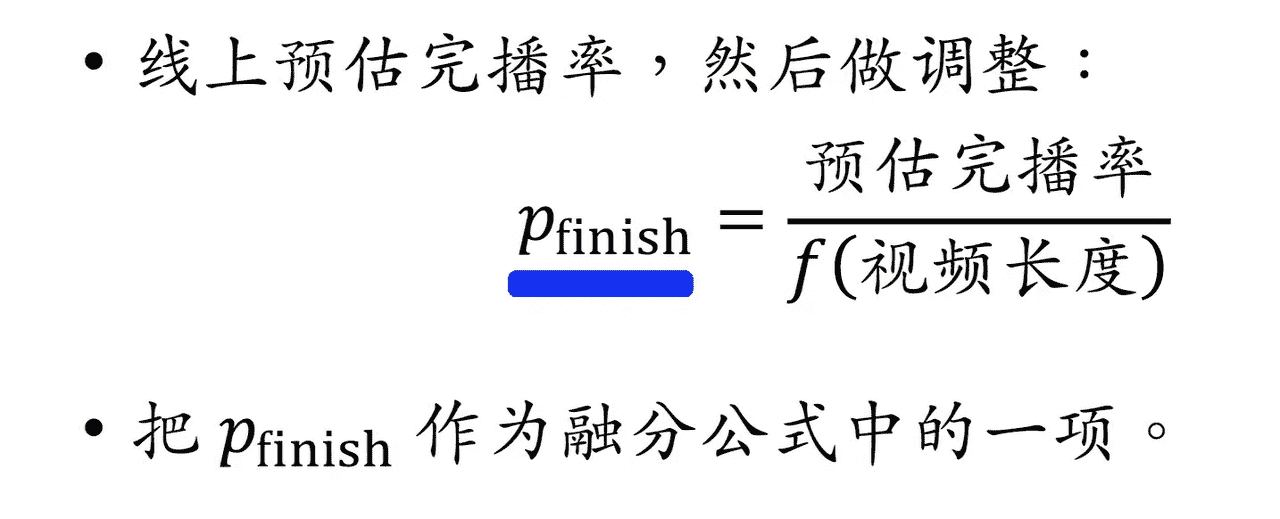 • 线上预估完播率，然后做调整：
p_finish = 预估完播率 / f(视频长度)
• 把 p_finish 作为融分公式中的一项。